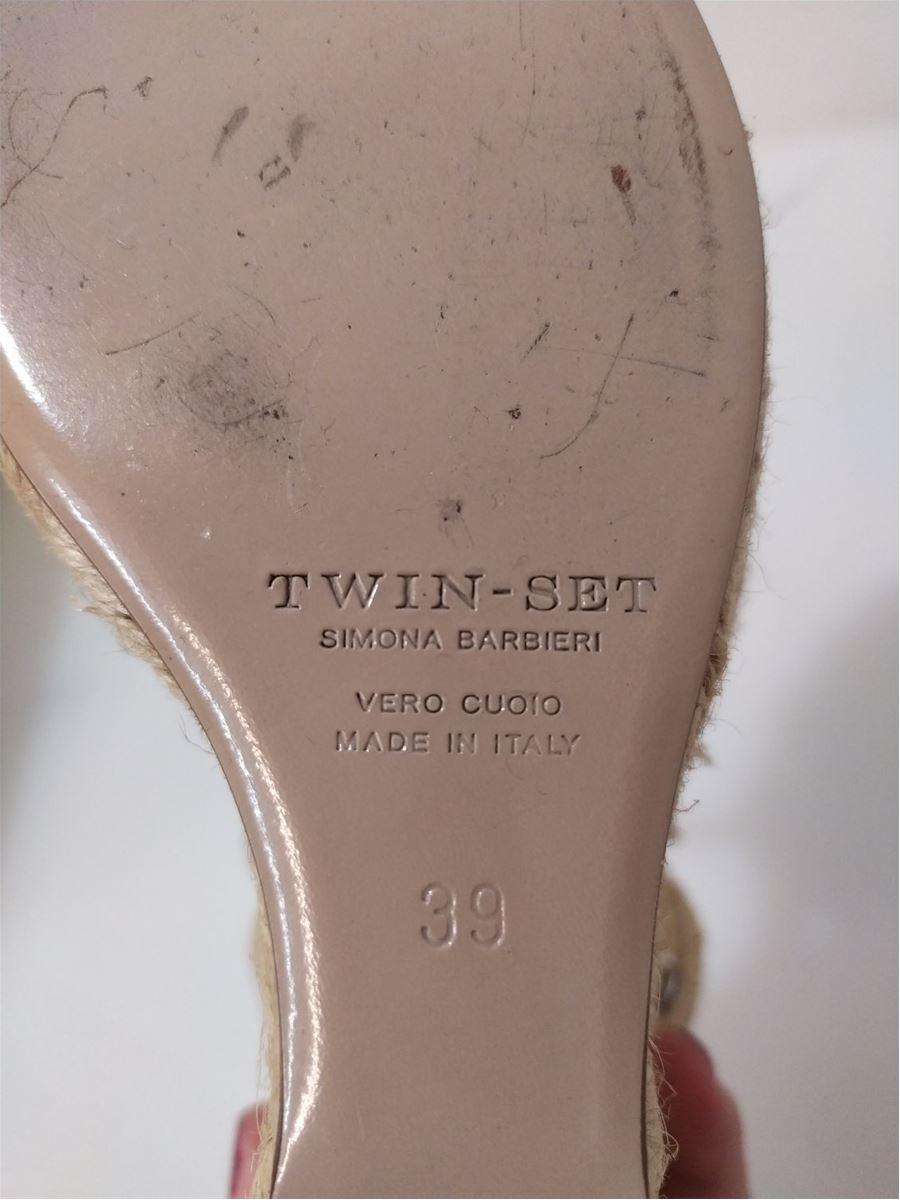 TWIN-SET
SIMONA BARBIERI
VERO CUOIO
MADE IN ITALY
39